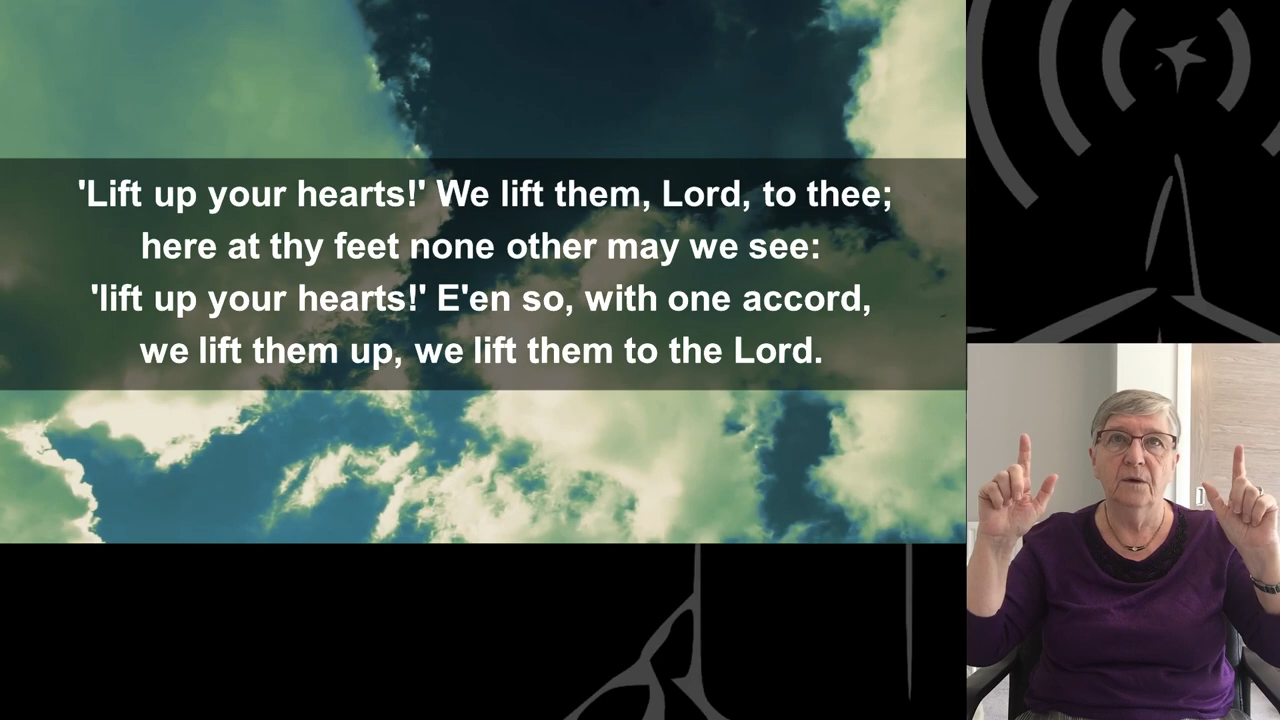 'Lift up your hearts!' We lift them, Lord, to thee;
here at thy feet none other may we see:
'lift up your hearts!' E'en so, with one accord,
we lift them up, we lift them to the Lord.